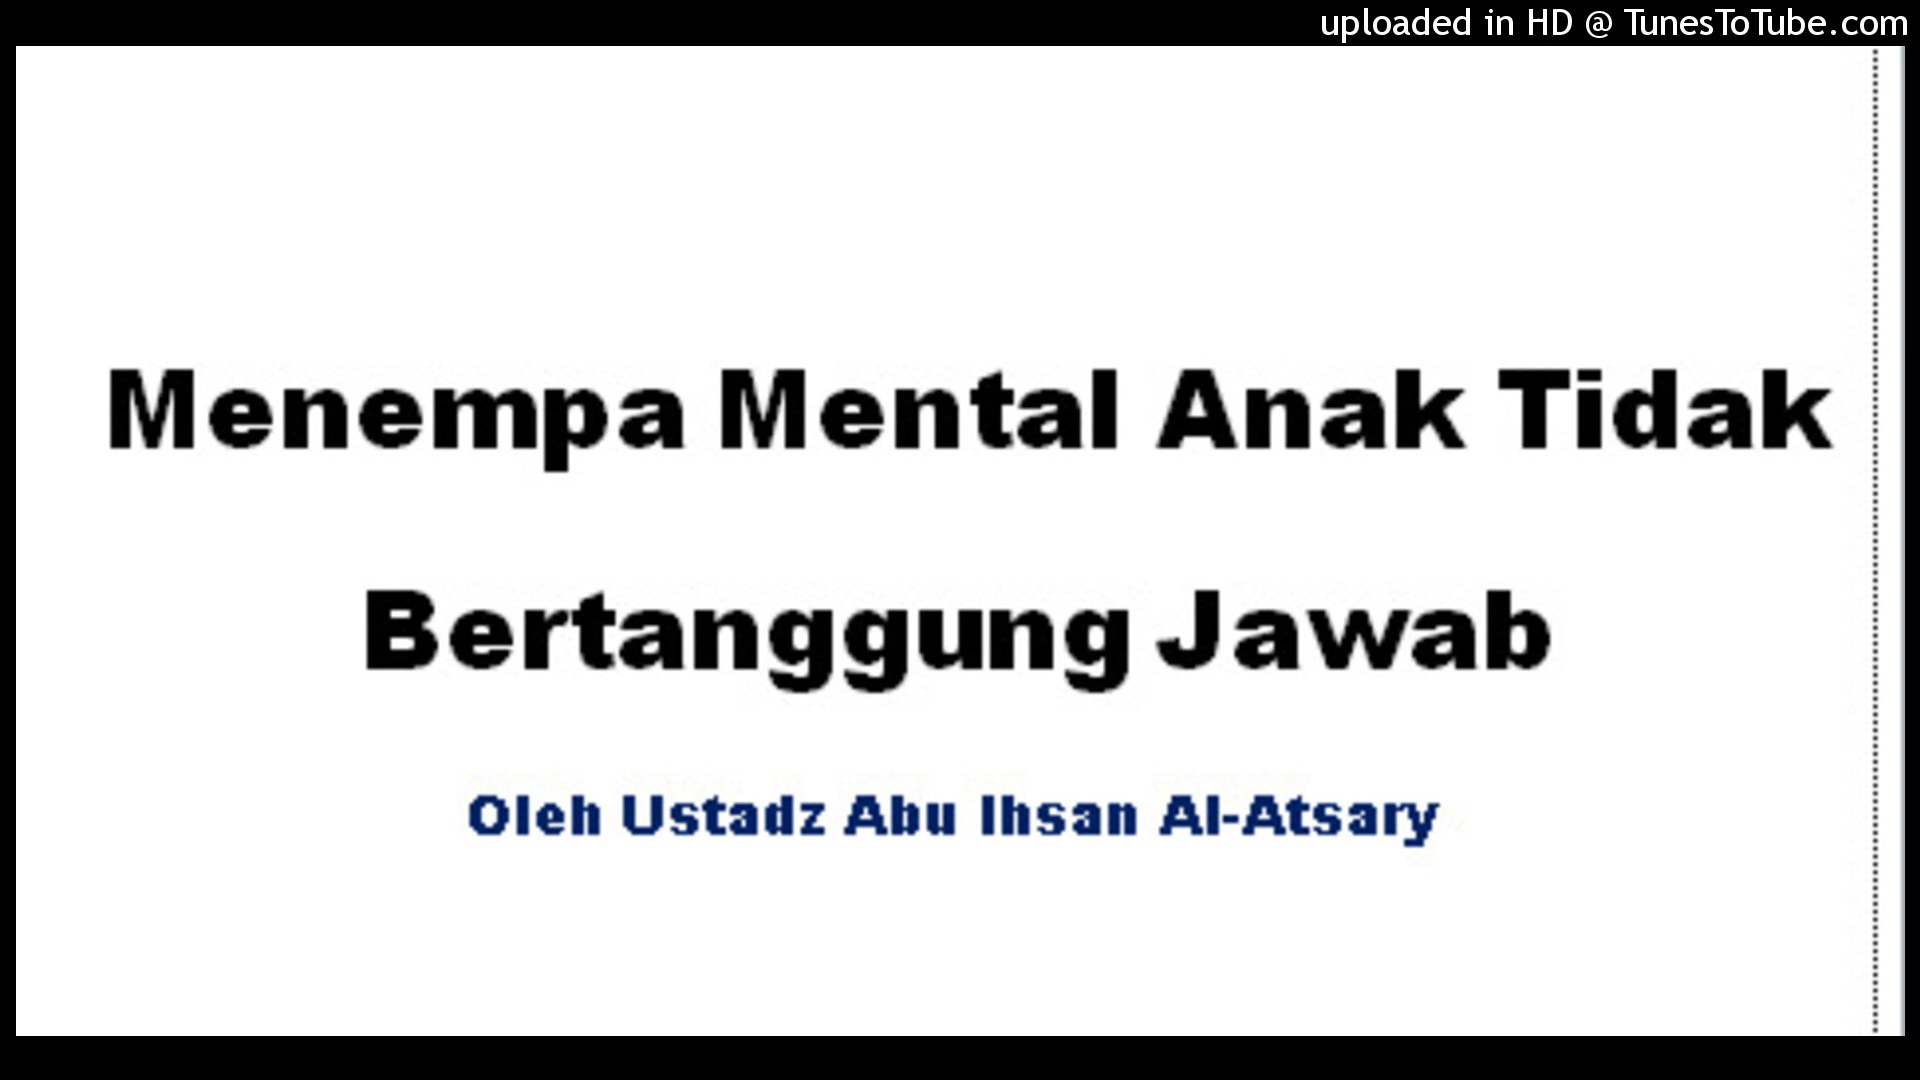 uploaded in HD @ TunesToTube.com
Menempa Mental Anak Tidak
Bertanggung Jawab
Oleh Ustadz Abu Ihsan Al-Atsary